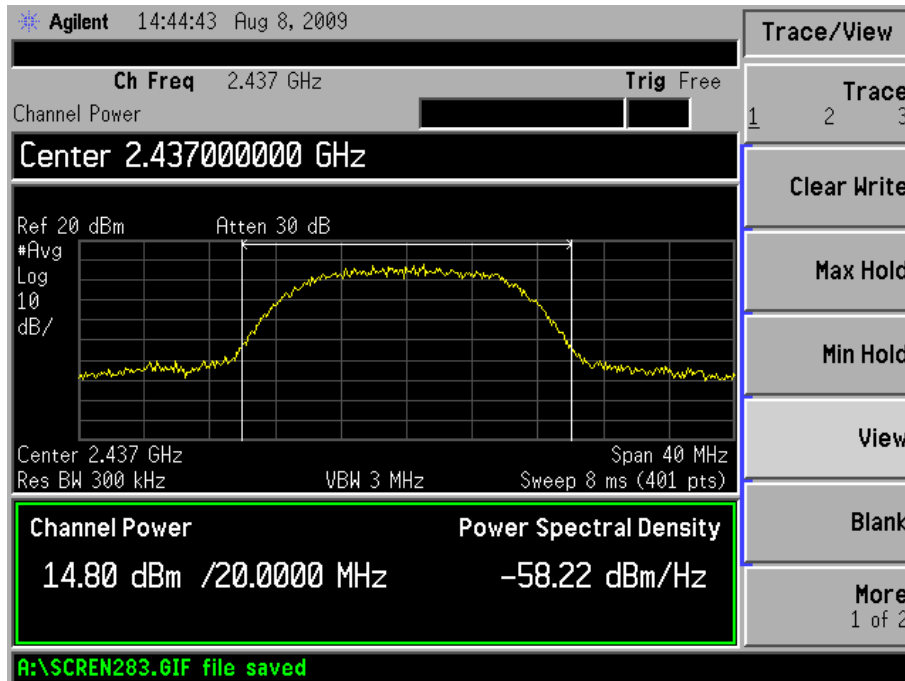 Agilent 14:44:43 Aug 8, 2009
Trace/View
Ch Freq 2.437 GHz Trig Free
Channel Power
Trace
1 2 3
Center 2.437000000 GHz
Clear Write
Ref 20 dBm Atten 30 dB
#Avg
Log
10
dB/
Max Hold
Min Hold
View
Center 2.437 GHz Span 40 MHz
Res BW 300 kHz VBW 3 MHz Sweep 8 ms (401 pts)
Channel Power Power Spectral Density
14.80 dBm /20.0000 MHz -58.22 dBm/Hz
Blank
More
1 of 2
A:\SCREN283.GIF file saved